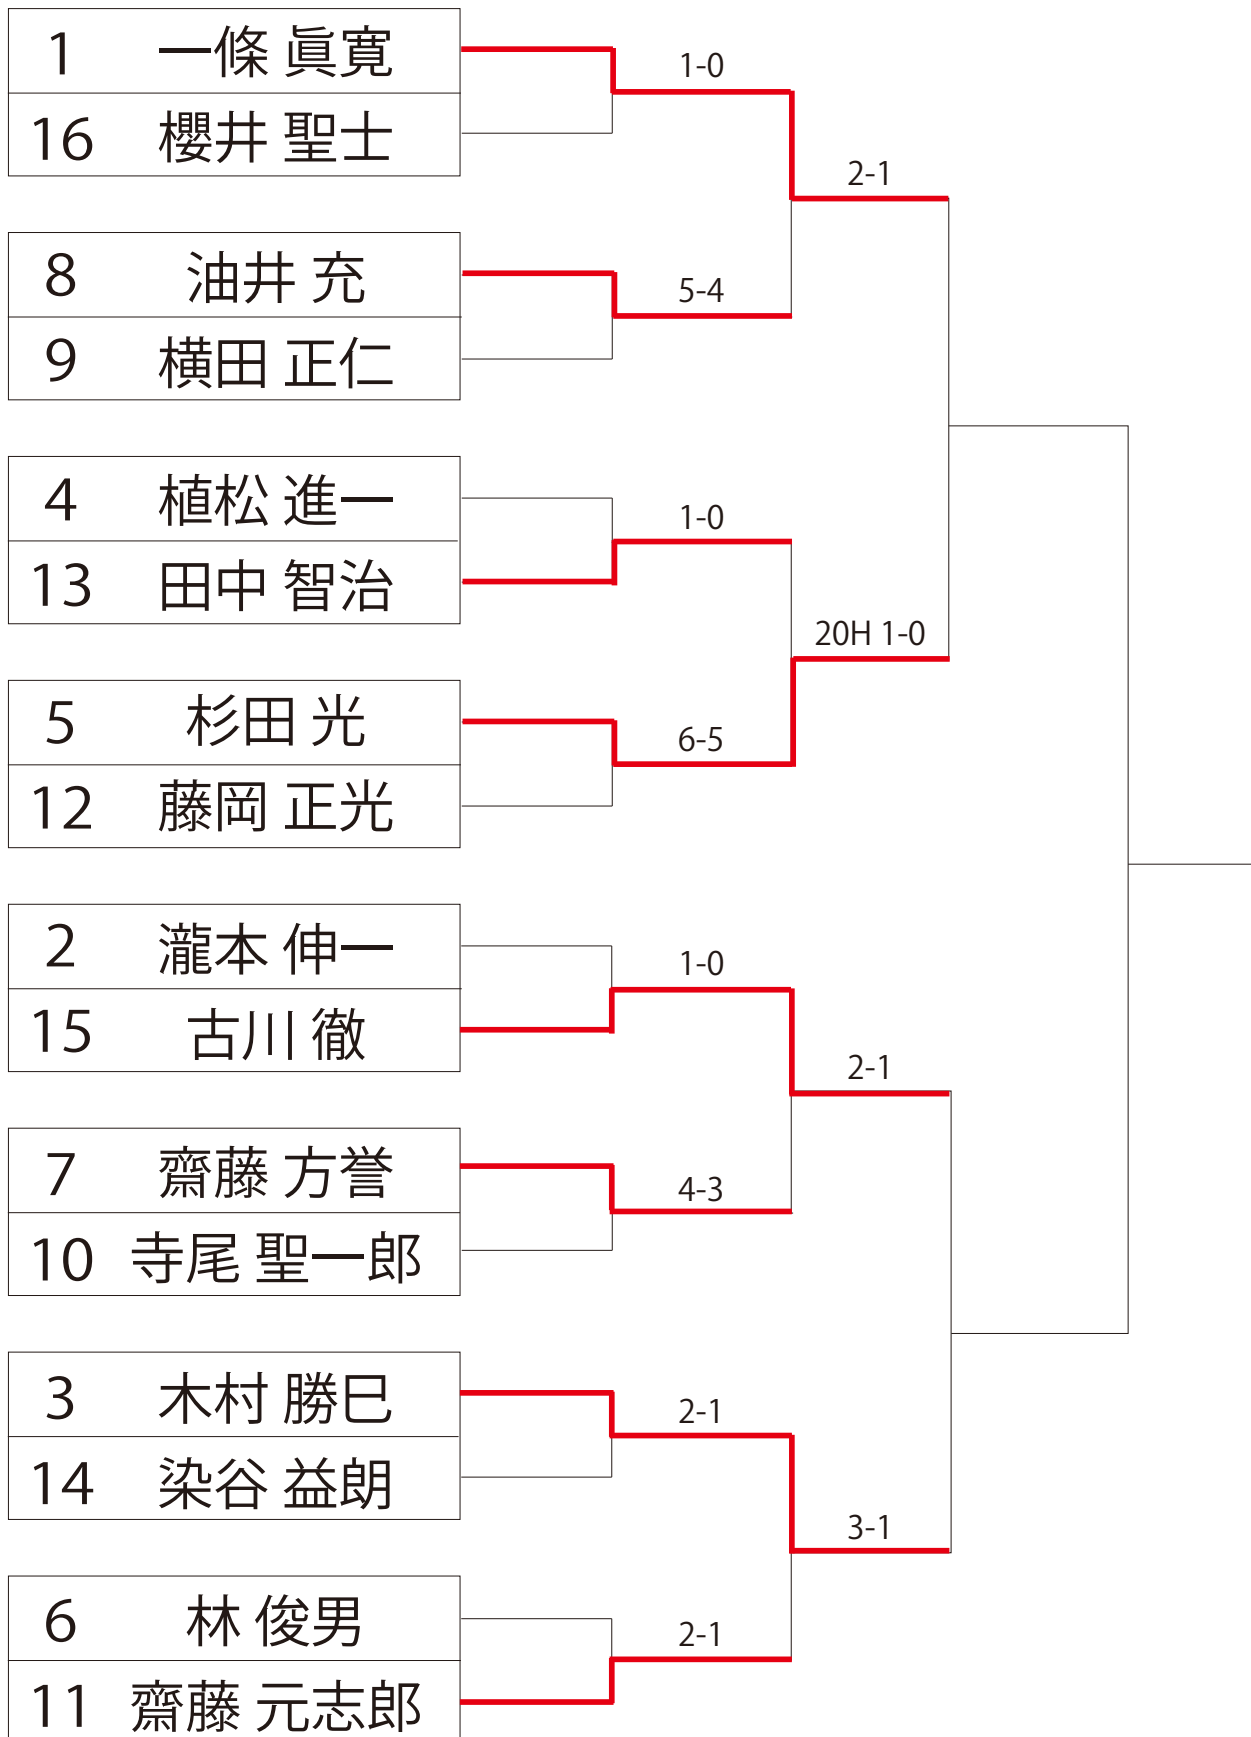 1 一條 眞寛
1-0
16 櫻井 聖士
2-1
8 油井 充
5-4
9 横田 正仁
4 植松 進一
1-0
13 田中 智治
20H 1-0
5 杉田 光
6-5
12 藤岡 正光
2 瀧本 伸一
1-0
15 古川 徹
2-1
7 齋藤 方誉
4-3
10 寺尾 聖一郎
3 木村 勝巳
2-1
14 染谷 益朗
3-1
6 林 俊男
2-1
11 齋藤 元志郎